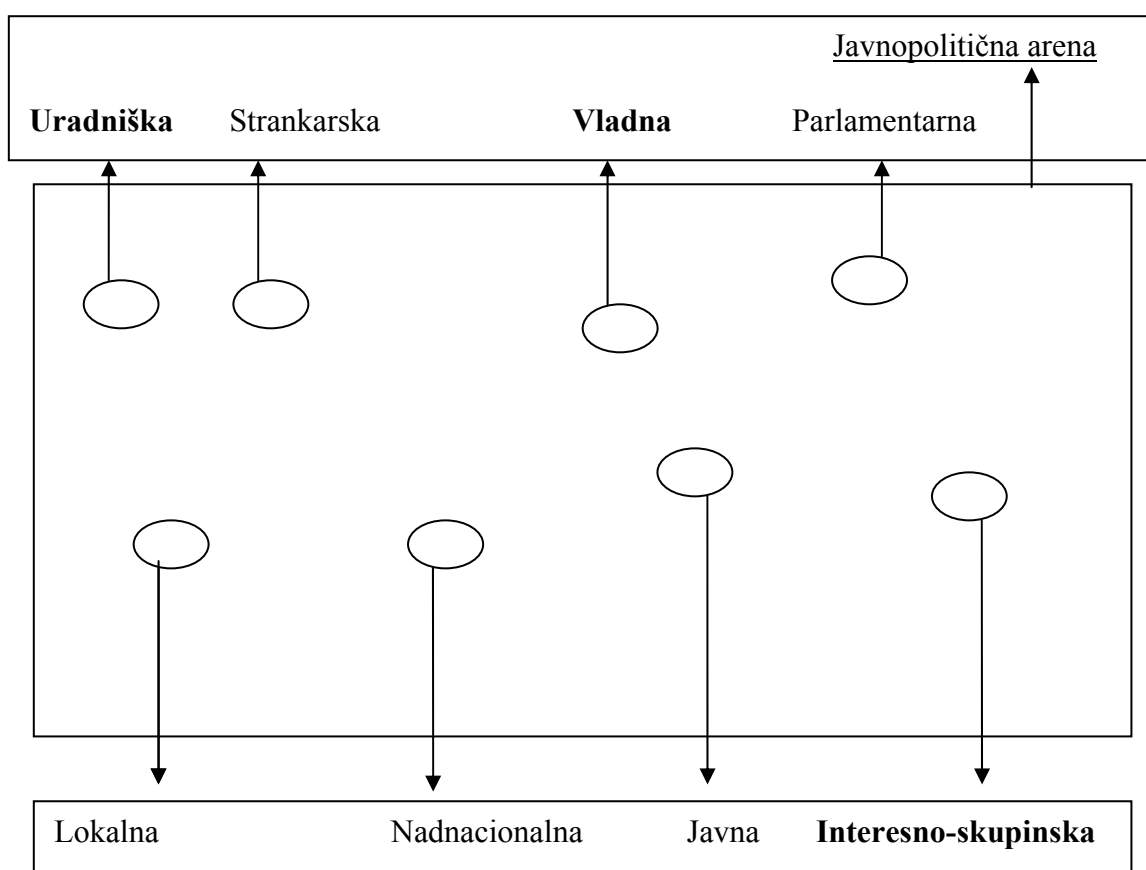 Javnopolitična arena
Uradniška Strankarska Vladna Parlamentarna
Lokalna Nadnacionalna Javna Interesno-skupinska